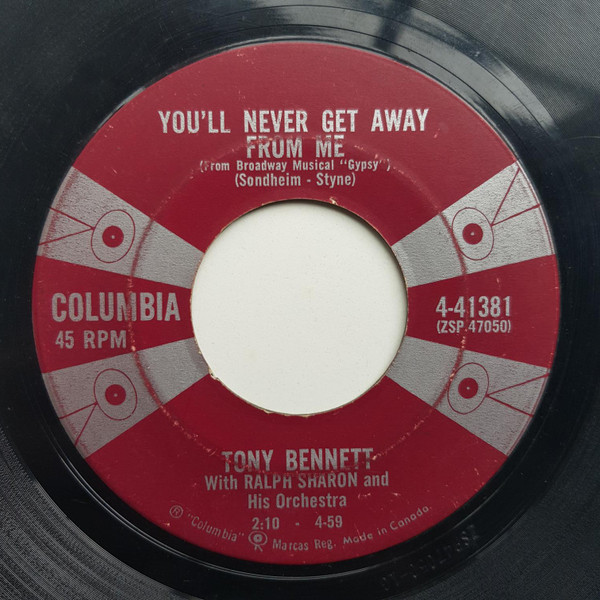 YOU'LL NEVER GET AWAY
FROM ME
(From Broadway Musical "Gypsy")
(Sondheim - Styne)
COLUMBIA
45 RPM
4-41381
(ZSP.47050)
TONY BENNETT
With RALPH SHARON and
His Orchestra
2:10 - 4-59
® "Columbia" Marcas Reg. Made in Canada.